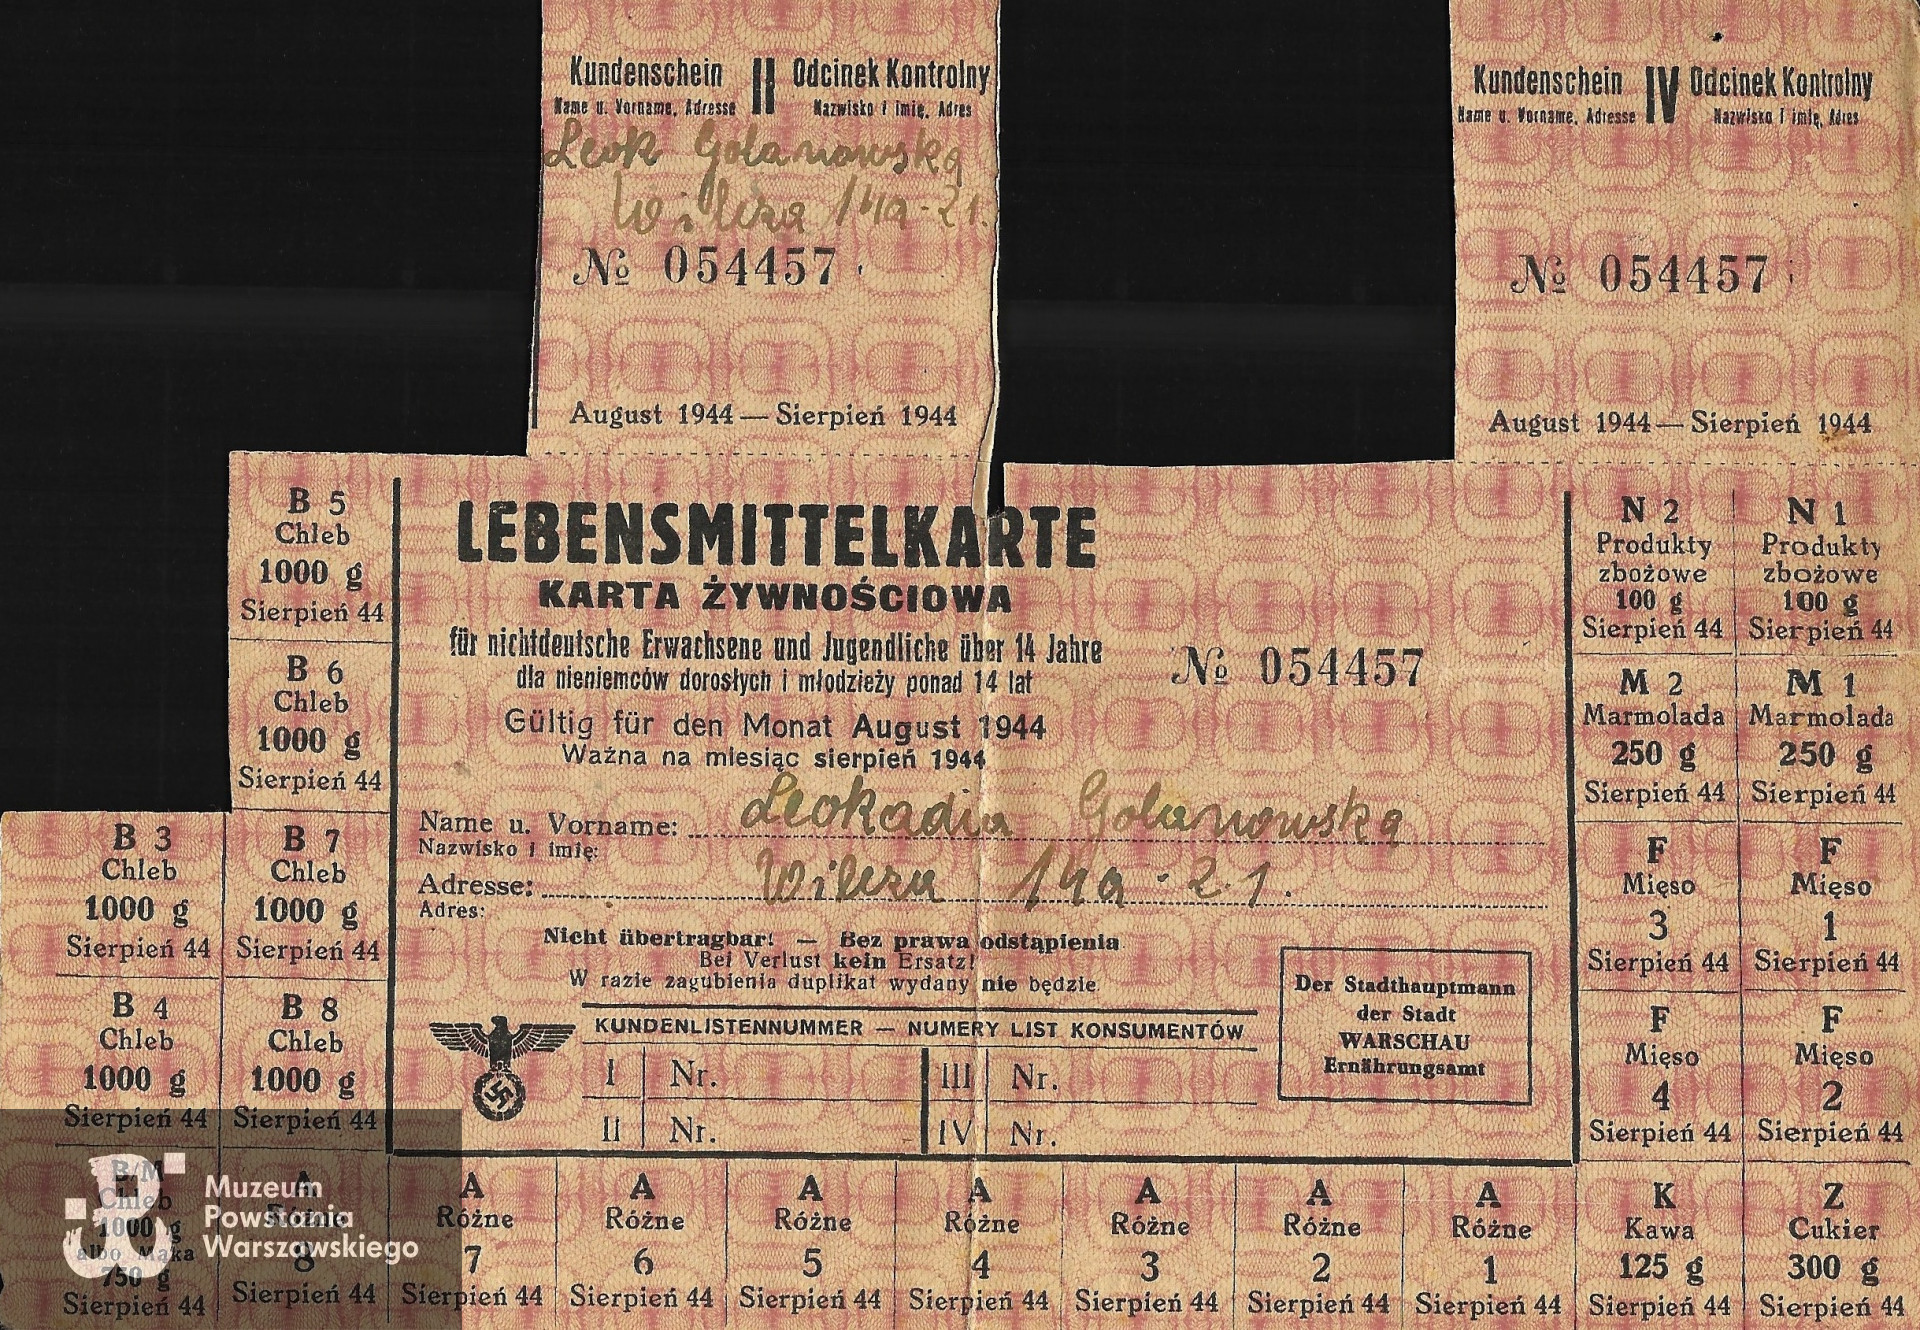 Kundenschein II Odcinek Kontrolny
Name u. Vorname, Adresse Nazwisko i imię, Adres
Leok Golanowska
Wilcza 14a - 21.
№ 054457
August 1944 — Sierpień 1944
Kundenschein IV Odcinek Kontrolny
Name u. Vorname, Adresse Nazwisko i imię, Adres
№ 054457
August 1944 — Sierpień 1944
B 5
Chleb
1000 g
Sierpień 44
B 6
Chleb
1000 g
Sierpień 44
B 3
Chleb
1000 g
Sierpień 44
B 7
Chleb
1000 g
Sierpień 44
B 4
Chleb
1000 g
Sierpień 44
B 8
Chleb
1000 g
Sierpień 44
LEBENSMITTELKARTE
KARTA ŻYWNOŚCIOWA
für nichtdeutsche Erwachsene und Jugendliche über 14 Jahre
dla nieniemców dorosłych i młodzieży ponad 14 lat
№ 054457
Gültig für den Monat August 1944
Ważna na miesiąc sierpień 1944
Name u. Vorname: Leokadia Golanowska
Nazwisko i imię:
Adresse: Wilcza 14a - 21.
Adres:
Nicht übertragbar! — Bez prawa odstąpienia
Bei Verlust kein Ersatz!
W razie zagubienia duplikat wydany nie będzie
KUNDENLISTENNUMMER — NUMERY LIST KONSUMENTÓW
I Nr. III Nr.
II Nr. IV Nr.
Der Stadthauptmann
der Stadt
WARSCHAU
Ernährungsamt
N 2
Produkty
zbożowe
100 g
Sierpień 44
N 1
Produkty
zbożowe
100 g
Sierpień 44
M 2
Marmolada
250 g
Sierpień 44
M 1
Marmolada
250 g
Sierpień 44
F
Mięso
3
Sierpień 44
F
Mięso
1
Sierpień 44
F
Mięso
4
Sierpień 44
F
Mięso
2
Sierpień 44
B/M
Chleb
1000 g
albo Mąka
750 g
Sierpień 44
A
Różne
8
Sierpień 44
A
Różne
7
Sierpień 44
A
Różne
6
Sierpień 44
A
Różne
5
Sierpień 44
A
Różne
4
Sierpień 44
A
Różne
3
Sierpień 44
A
Różne
2
Sierpień 44
A
Różne
1
Sierpień 44
K
Kawa
125 g
Sierpień 44
Z
Cukier
300 g
Sierpień 44
Muzeum
Powstania
Warszawskiego